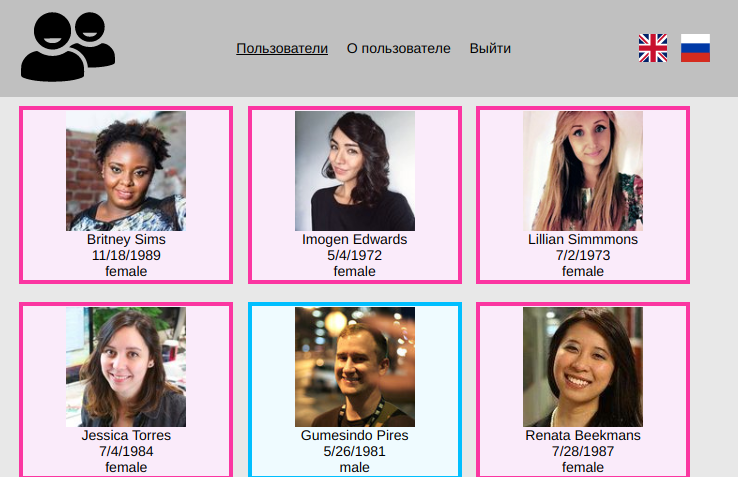 Пользователи О пользователе Выйти
Britney Sims
11/18/1989
female
Imogen Edwards
5/4/1972
female
Lillian Simmmons
7/2/1973
female
Jessica Torres
7/4/1984
female
Gumesindo Pires
5/26/1981
male
Renata Beekmans
7/28/1987
female